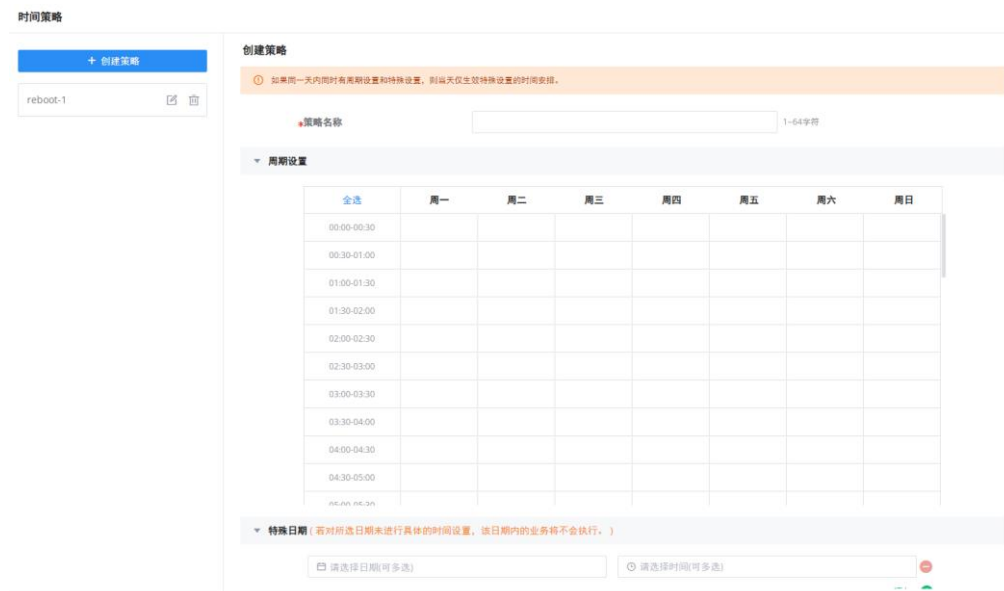 时间策略
+ 创建策略
reboot-1
创建策略
如果同一天内同时有周期设置和特殊设置，则当天仅生效特殊设置的时间安排。
*策略名称
1~64字符
周期设置
全选 周一 周二 周三 周四 周五 周六 周日
00:00-00:30
00:30-01:00
01:00-01:30
01:30-02:00
02:00-02:30
02:30-03:00
03:00-03:30
03:30-04:00
04:00-04:30
04:30-05:00
05:00-05:30
特殊日期 ( 若对所选日期未进行具体的时间设置，该日期内的业务将不会执行。 )
请选择日期(可多选) 请选择时间(可多选)